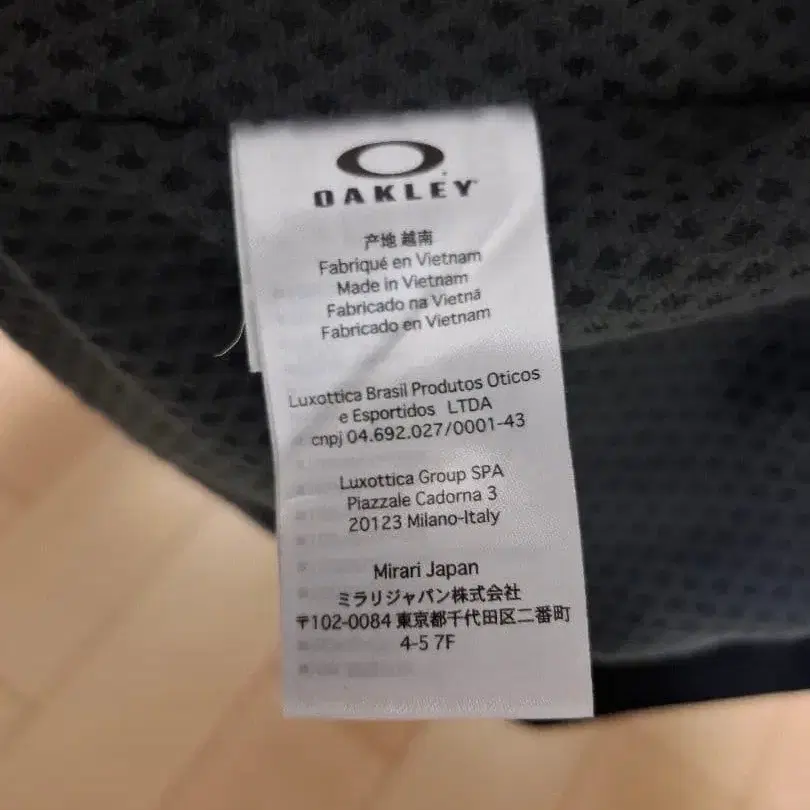 OAKLEY
产地 越南
Fabriqué en Vietnam
Made in Vietnam
Fabricado na Vietnã
Fabricado en Vietnam
Luxottica Brasil Produtos Oticos
e Esportidos LTDA
cnpj 04.692.027/0001-43
Luxottica Group SPA
Piazzale Cadorna 3
20123 Milano-Italy
Mirari Japan
ミラリジャパン株式会社
〒102-0084 東京都千代田区二番町
4-5 7F